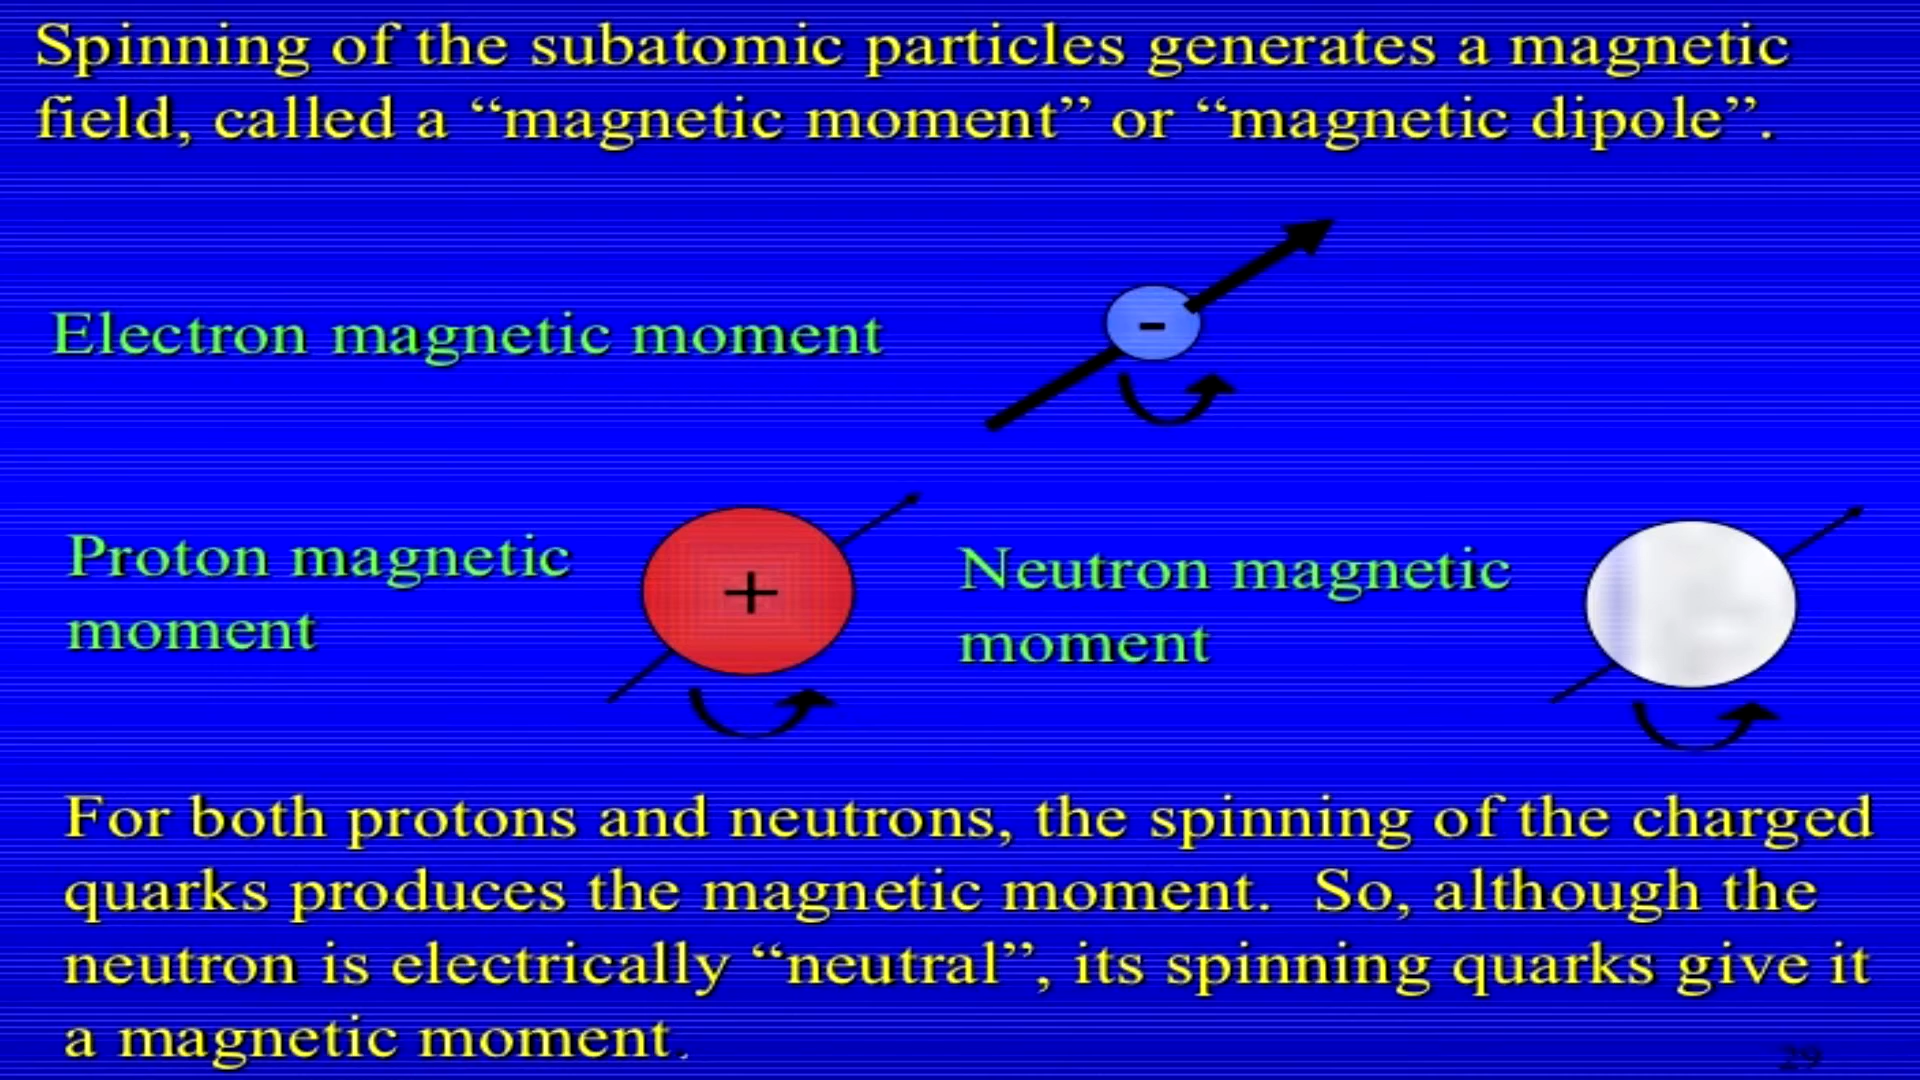 Spinning of the subatomic particles generates a magnetic
field, called a “magnetic moment” or “magnetic dipole”.
Electron magnetic moment
-
Proton magnetic
moment
+
Neutron magnetic
moment
For both protons and neutrons, the spinning of the charged
quarks produces the magnetic moment.  So, although the
neutron is electrically “neutral”, its spinning quarks give it
a magnetic moment.
29